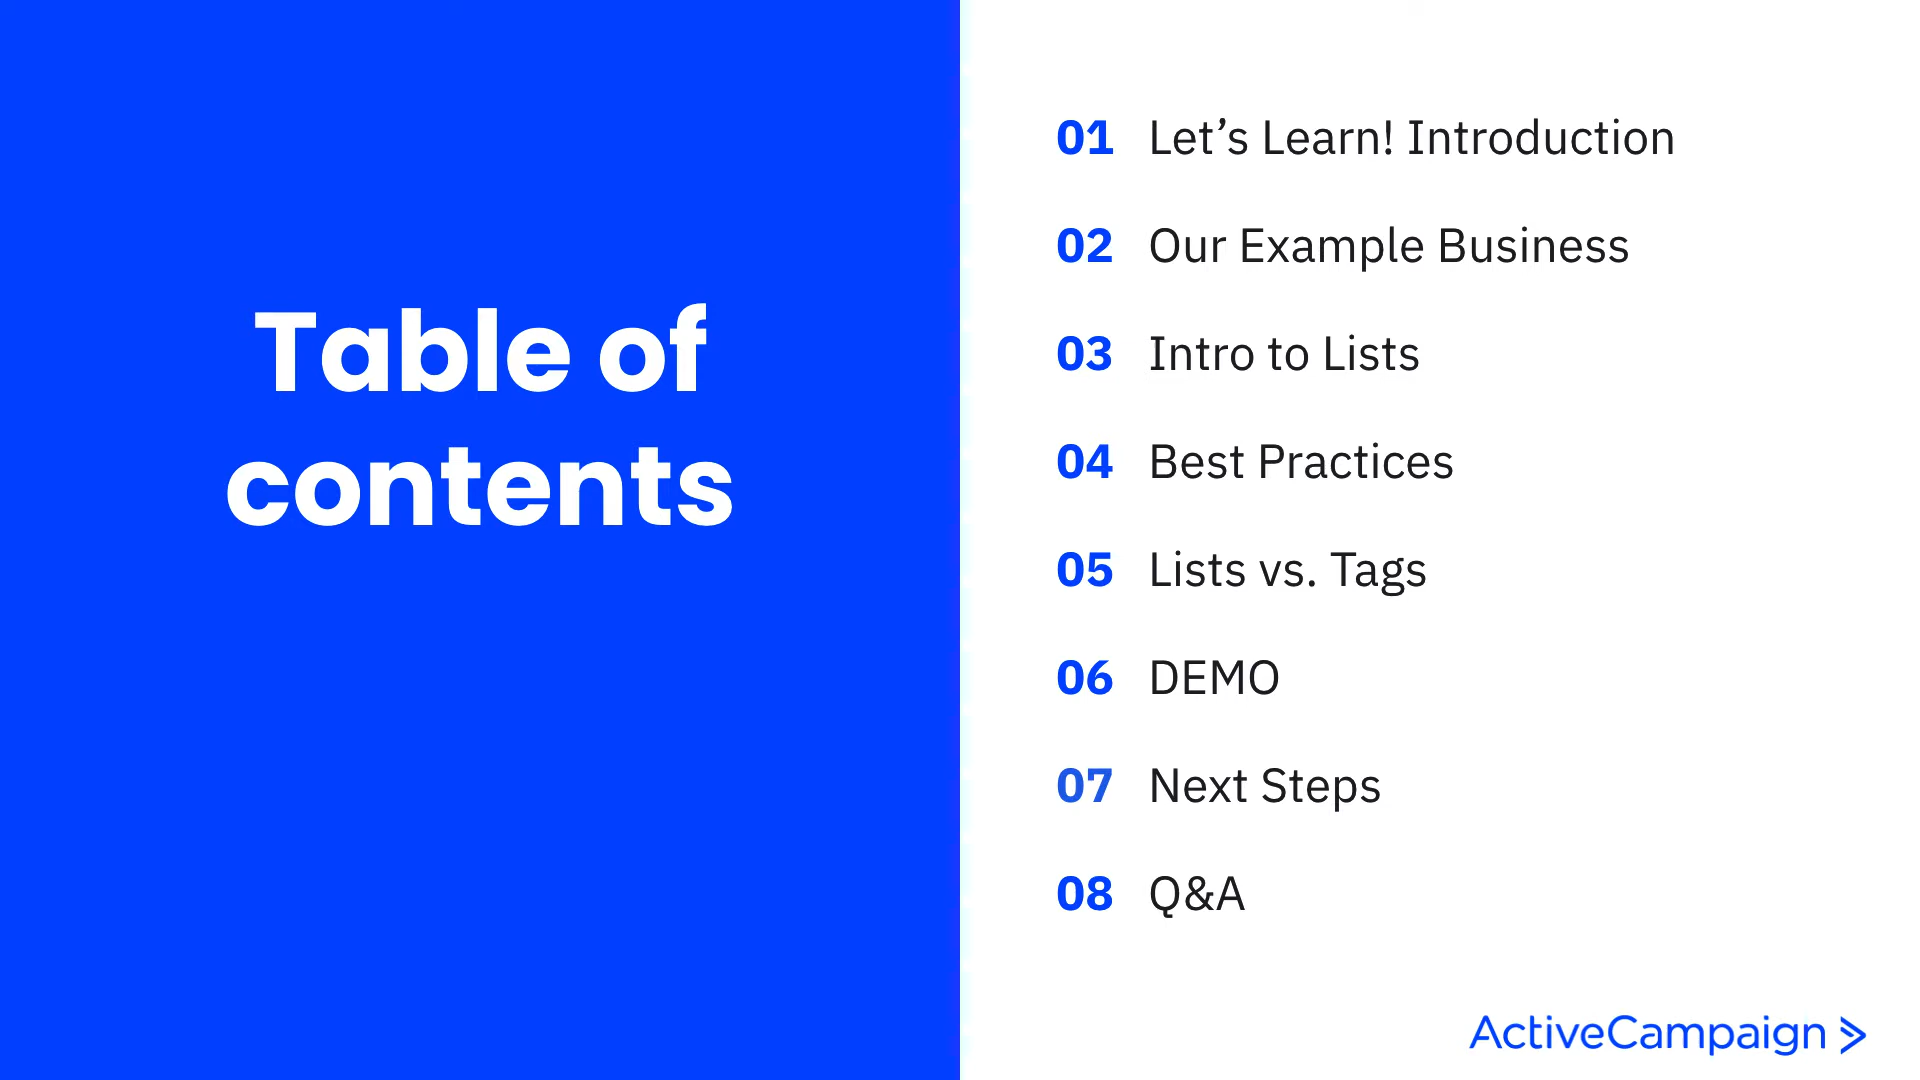 Table of
contents
01 Let’s Learn! Introduction
02 Our Example Business
03 Intro to Lists
04 Best Practices
05 Lists vs. Tags
06 DEMO
07 Next Steps
08 Q&A
ActiveCampaign